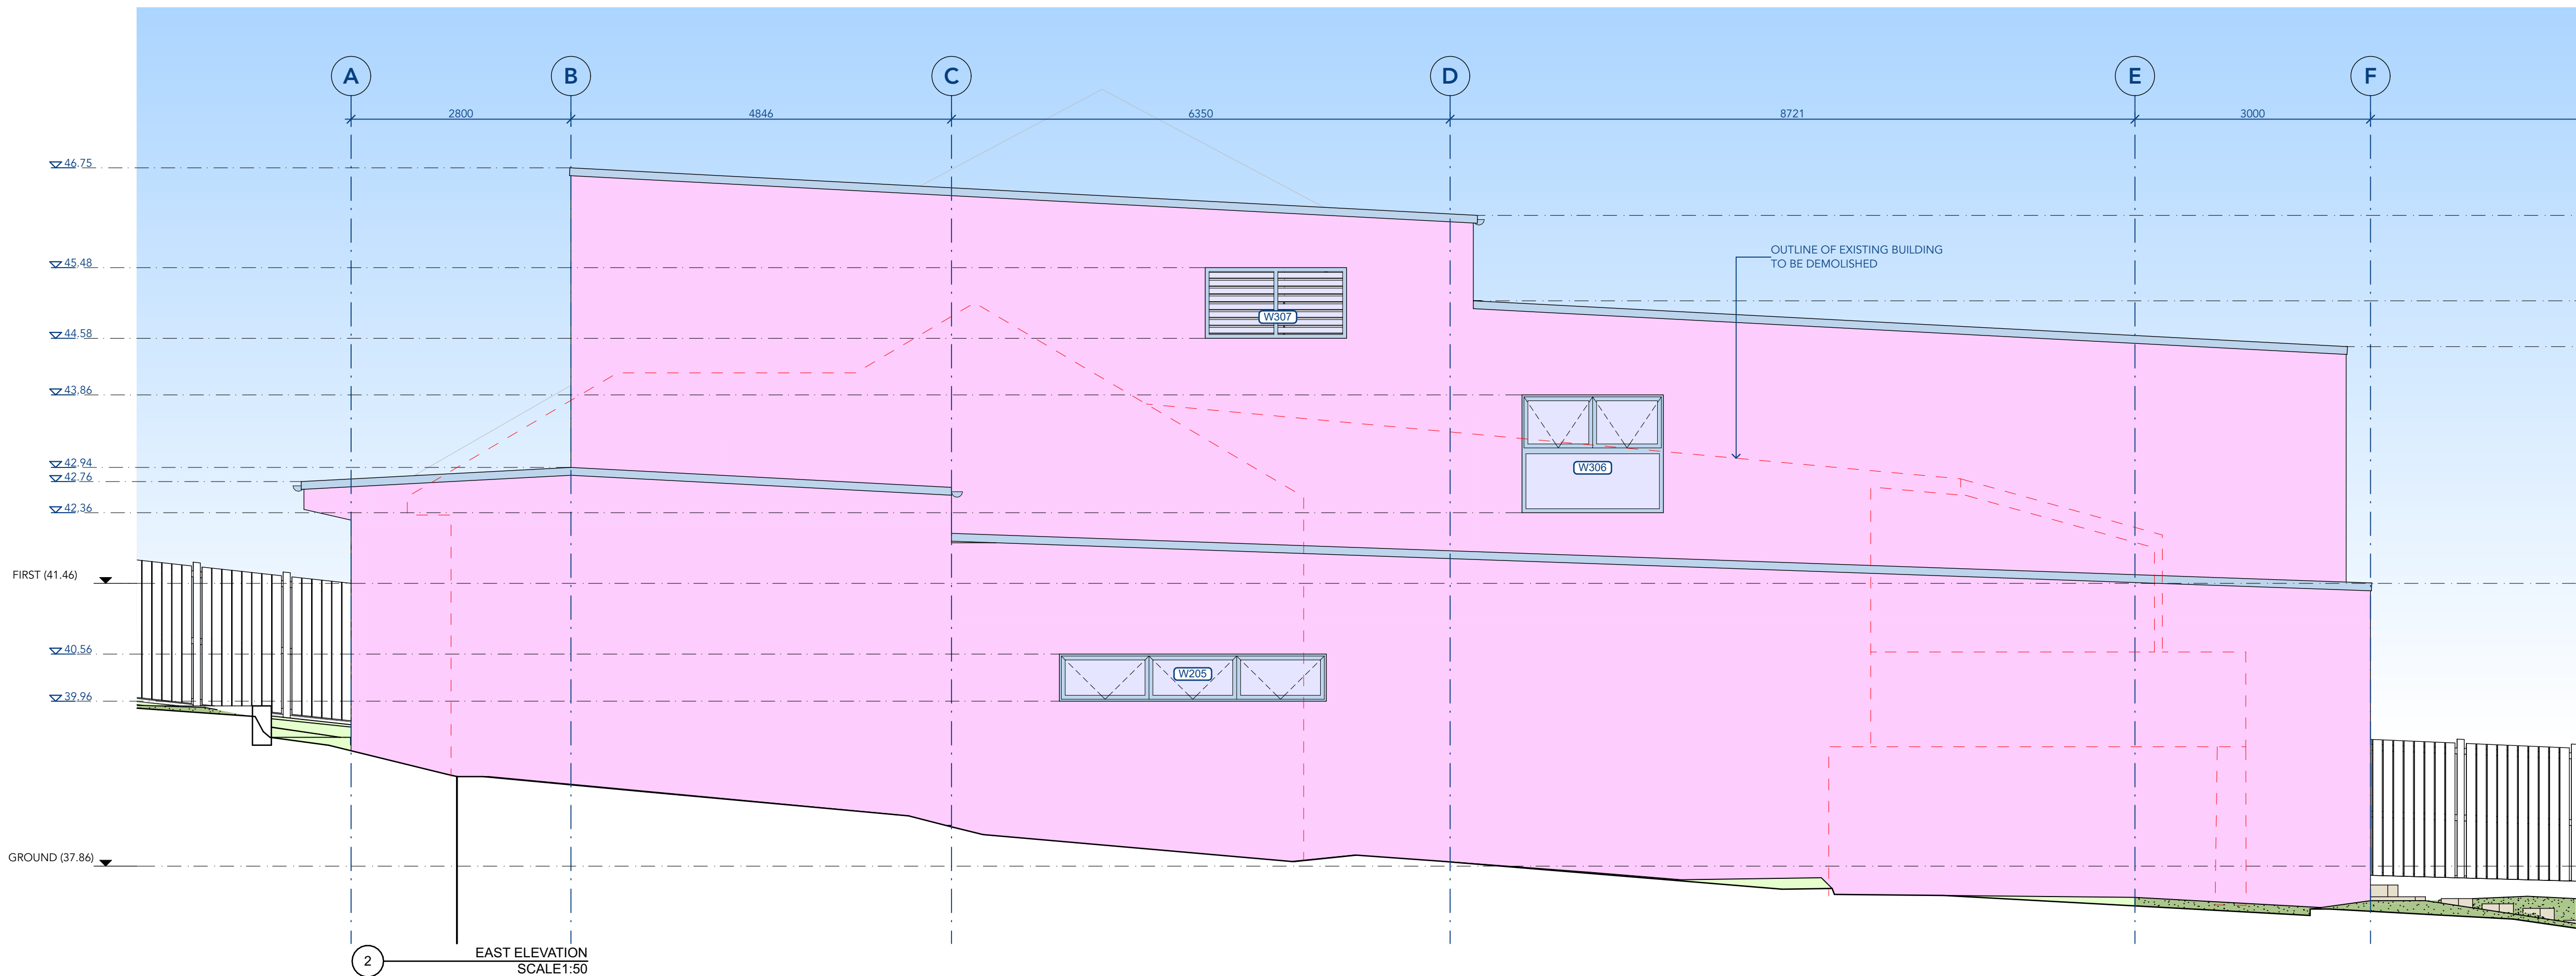 A
B
C
D
E
F
2800
4846
6350
8721
3000
46,75
45,48
44,58
43,86
42,94
42,76
42,36
FIRST (41.46)
40,56
39,96
GROUND (37.86)
OUTLINE OF EXISTING BUILDING
TO BE DEMOLISHED
W307
W306
W205
2
EAST ELEVATION
SCALE1:50